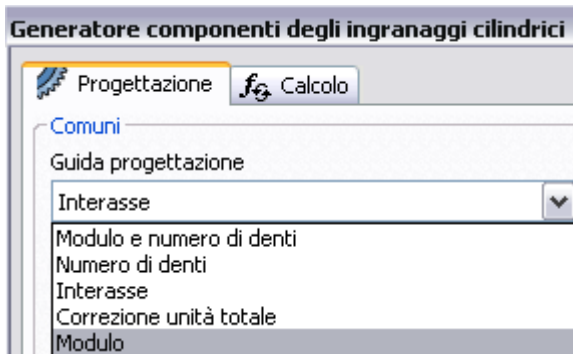 Generatore componenti degli ingranaggi cilindrici
Progettazione
Calcolo
Comuni
Guida progettazione
Interasse
Modulo e numero di denti
Numero di denti
Interasse
Correzione unità totale
Modulo